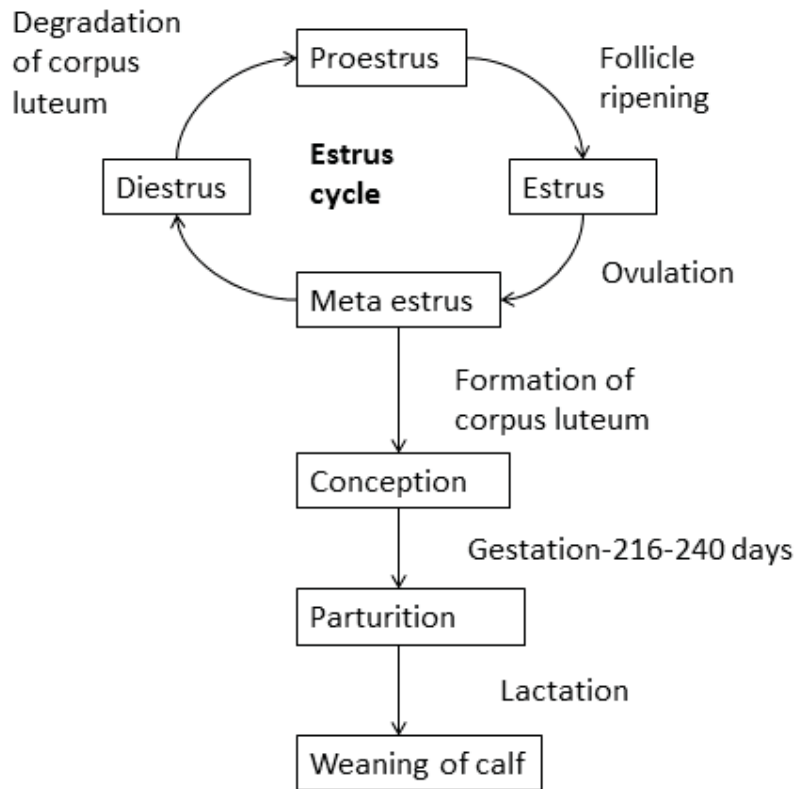 Degradation
of corpus
luteum
Proestrus
Follicle
ripening
Estrus
cycle
Diestrus
Estrus
Ovulation
Meta estrus
Formation of
corpus luteum
Conception
Gestation-216-240 days
Parturition
Lactation
Weaning of calf